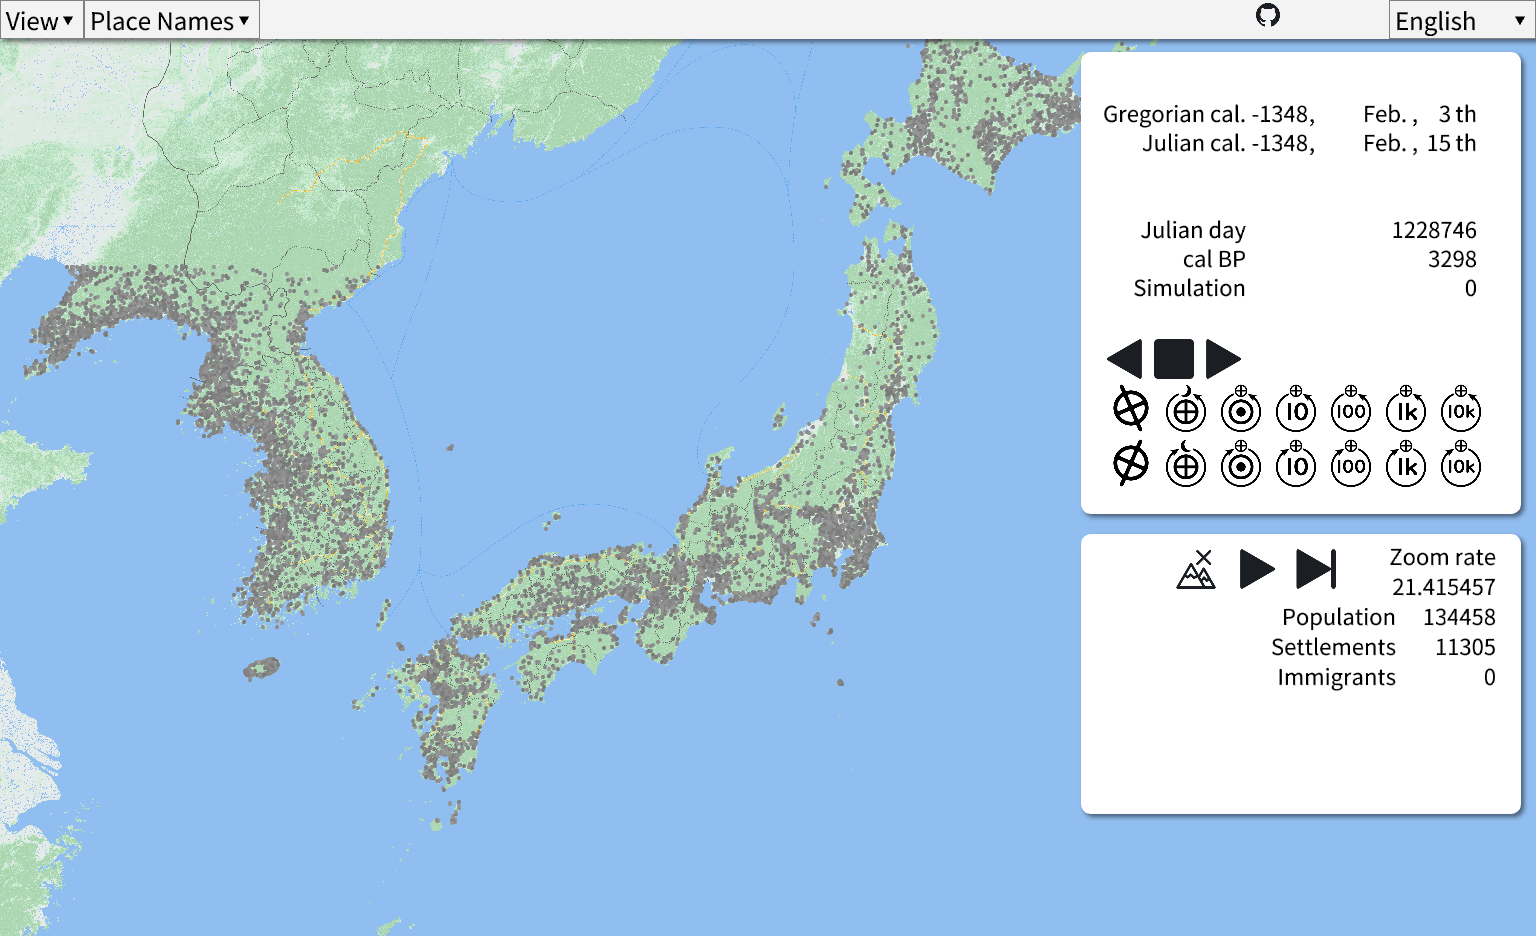 View▼ Place Names▼ English ▼
Gregorian cal. -1348, Feb. , 3 th
Julian cal. -1348, Feb. , 15 th
Julian day 1228746
cal BP 3298
Simulation 0
10 100 1k 10k
10 100 1k 10k
Zoom rate
21.415457
Population 134458
Settlements 11305
Immigrants 0